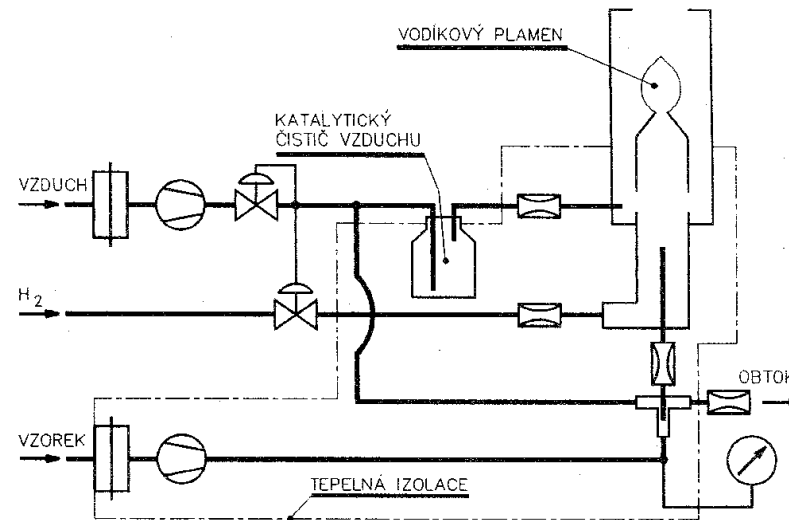 VODÍKOVÝ PLAMEN
KATALYTICKÝ
ČISTIČ VZDUCHU
VZDUCH
H2
OBTOK
VZOREK
TEPELNÁ IZOLACE